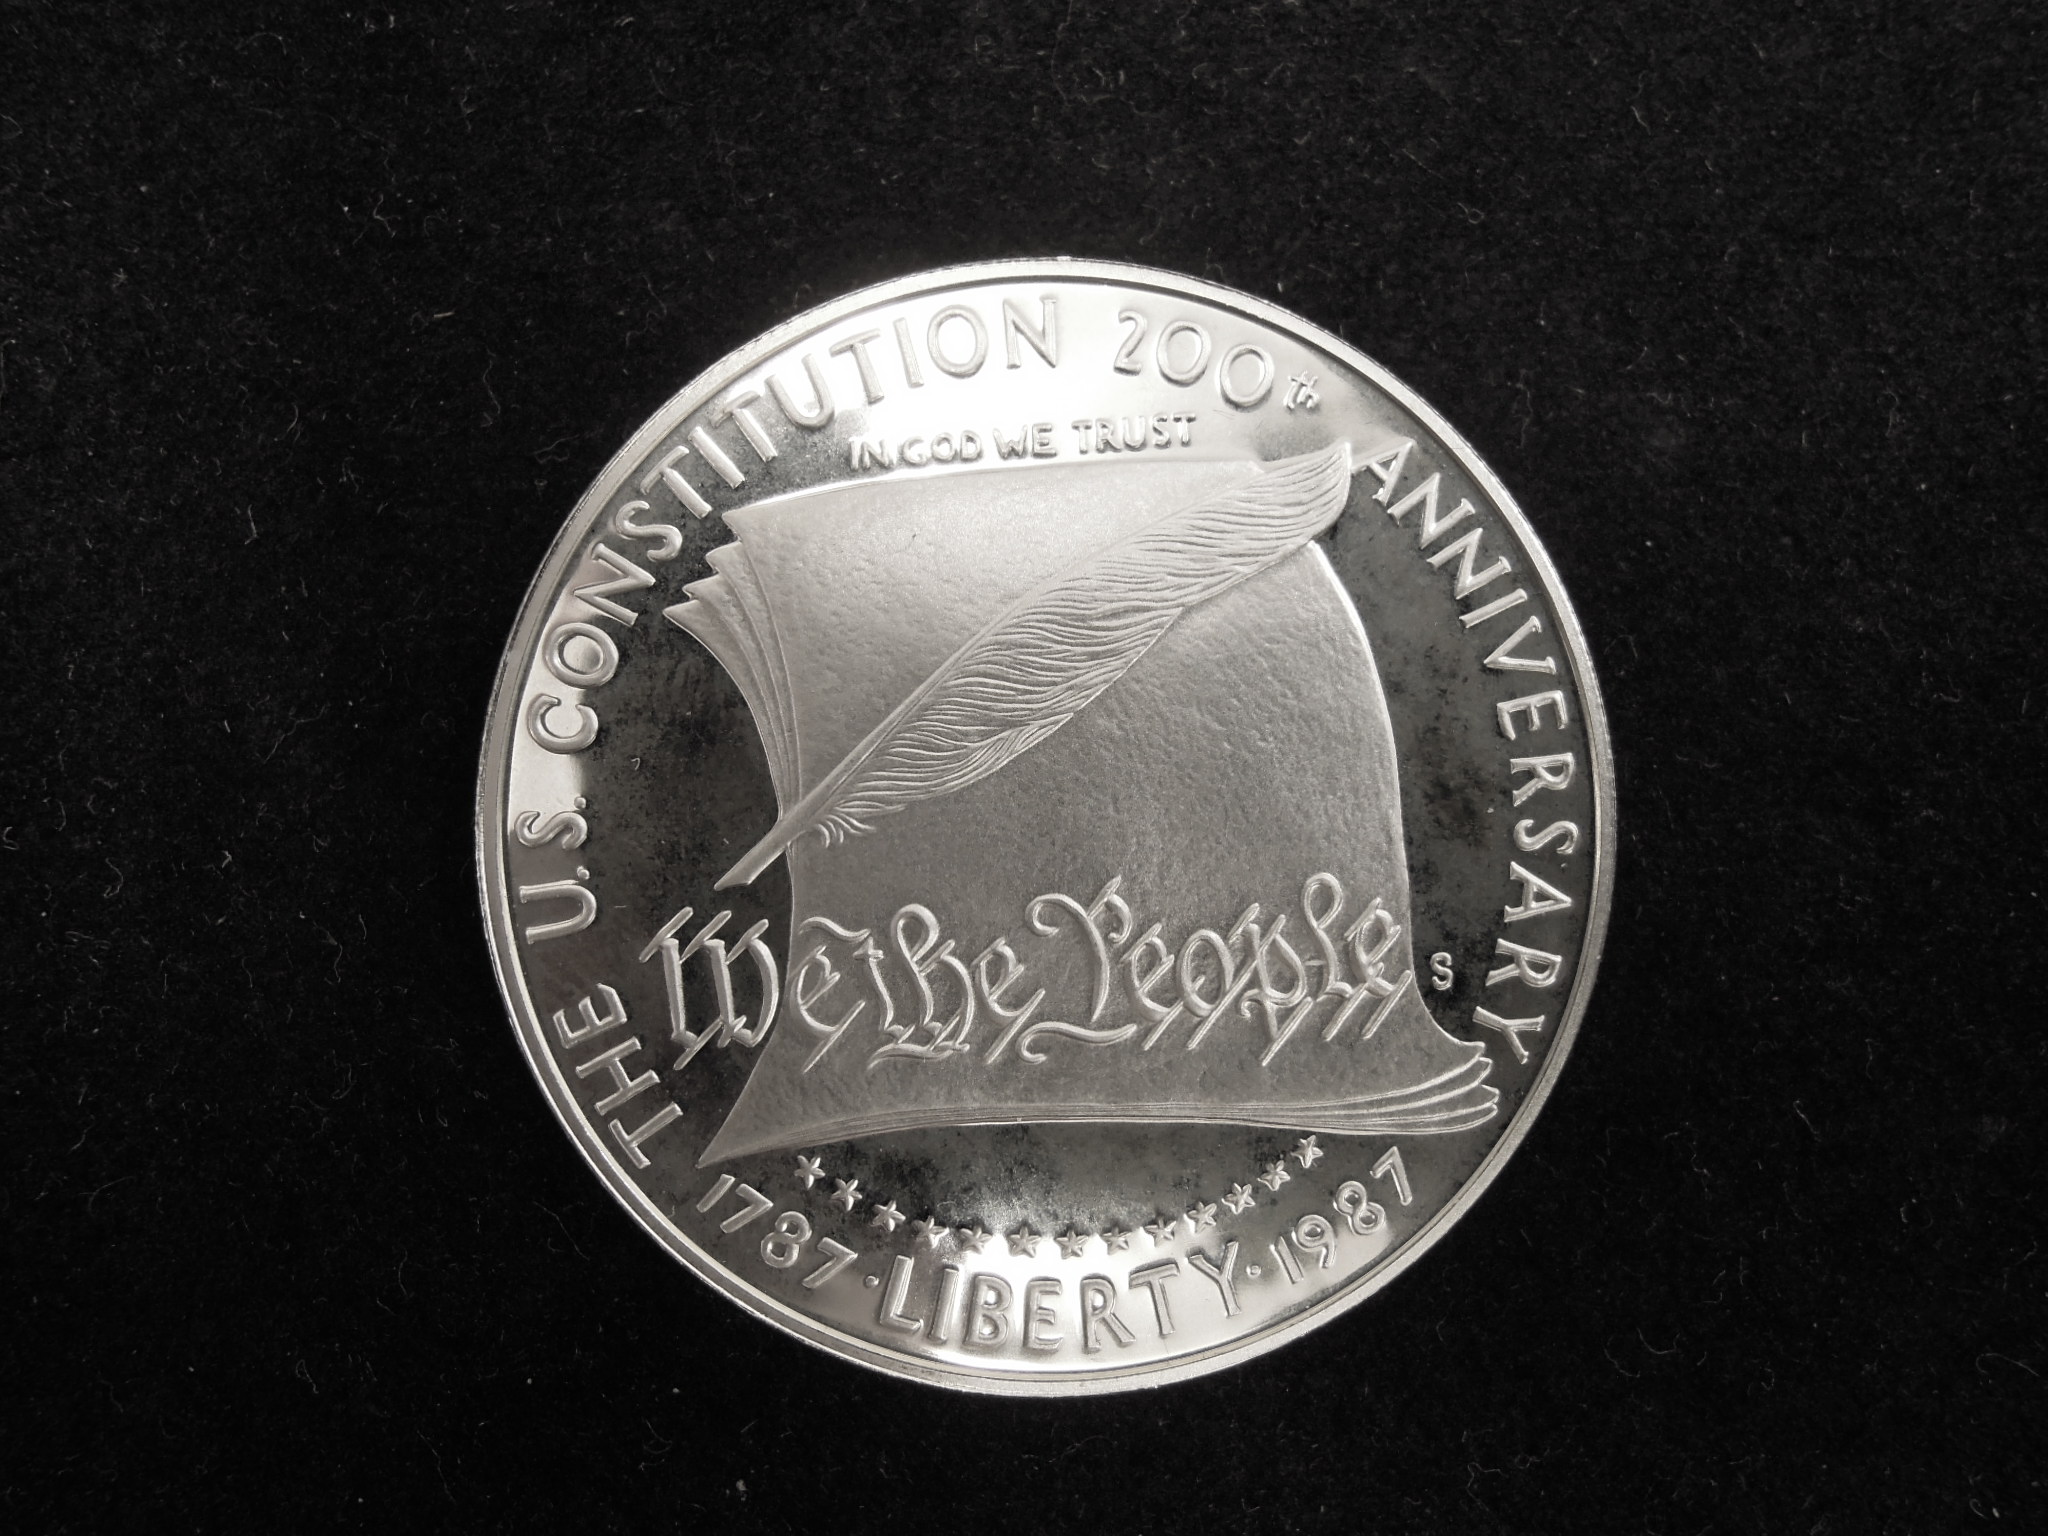 THE U.S. CONSTITUTION 200th ANNIVERSARY
IN GOD WE TRUST
We the People
S
1787 · LIBERTY · 1987